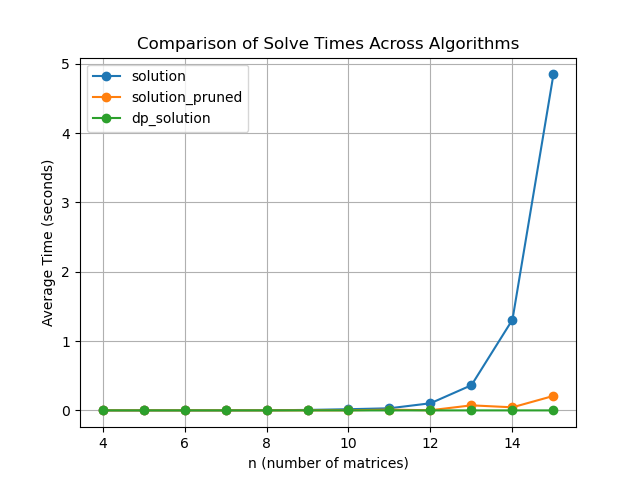 Comparison of Solve Times Across Algorithms
solution
solution_pruned
dp_solution
Average Time (seconds)
5
4
3
2
1
0
4 6 8 10 12 14
n (number of matrices)